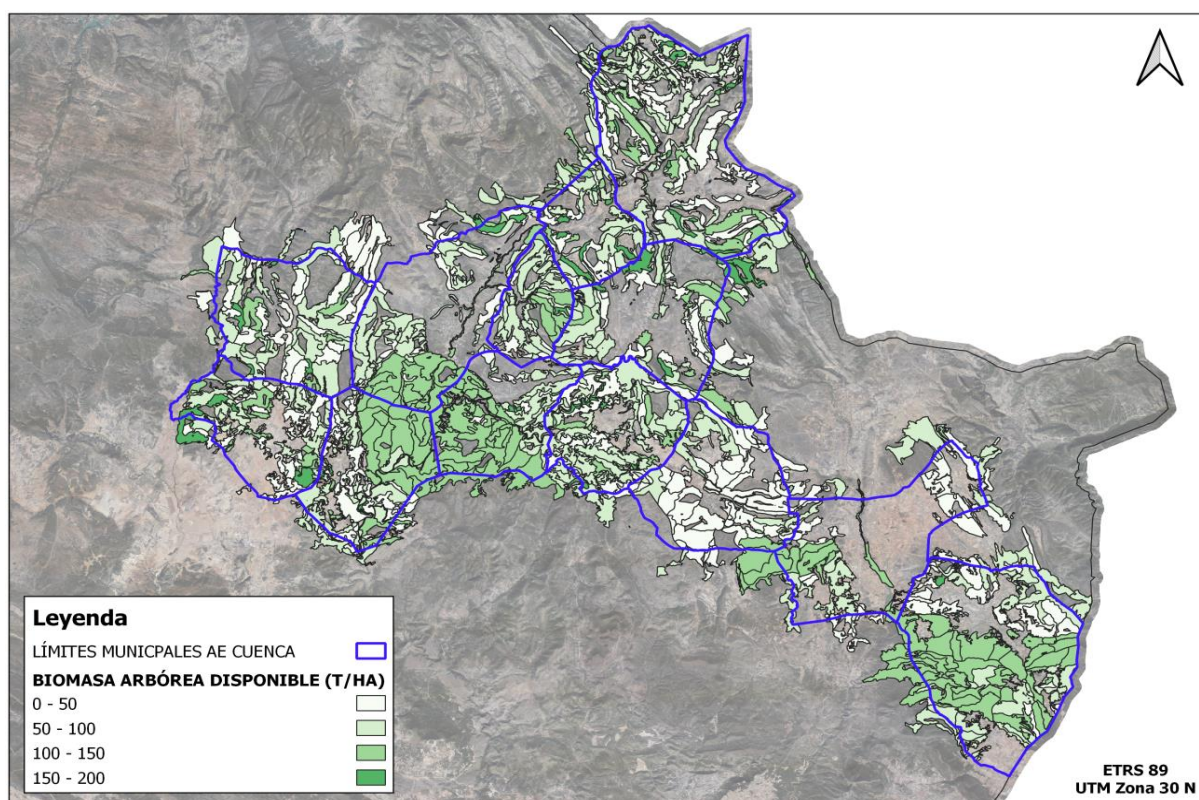 Leyenda
LÍMITES MUNICPALES AE CUENCA
BIOMASA ARBÓREA DISPONIBLE (T/HA)
0 - 50
50 - 100
100 - 150
150 - 200
ETRS 89
UTM Zona 30 N